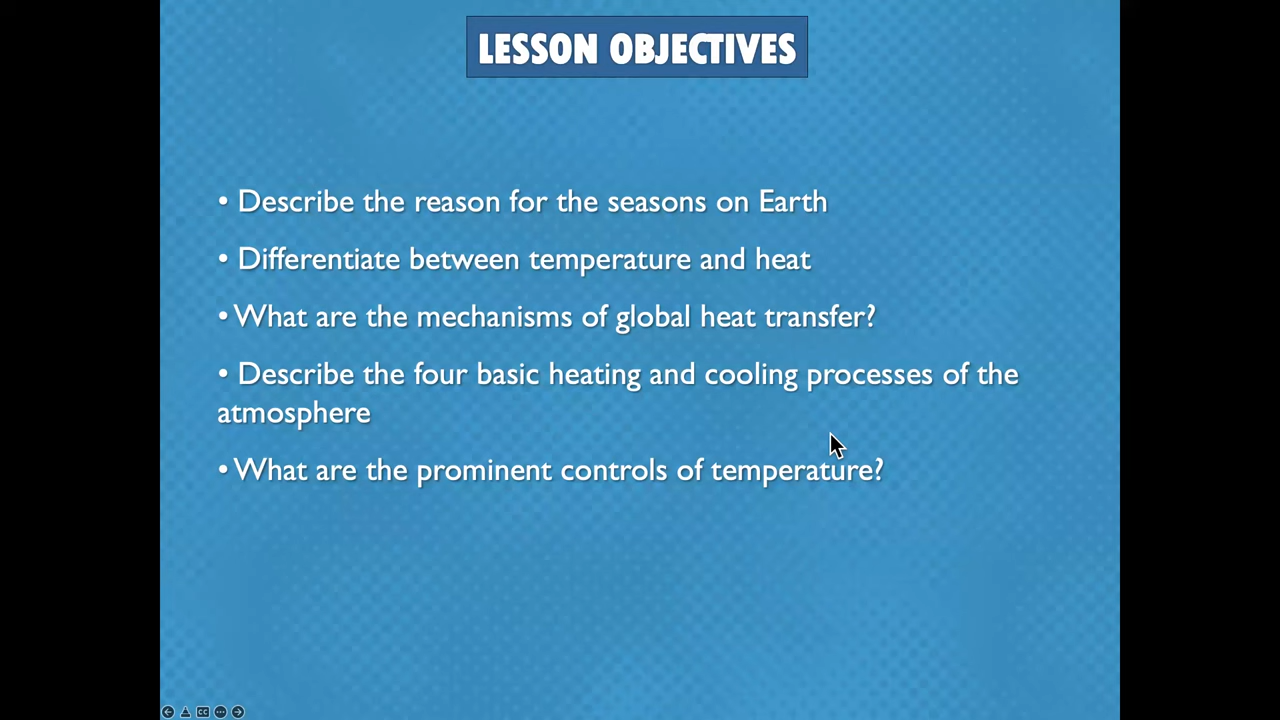 LESSON OBJECTIVES
• Describe the reason for the seasons on Earth
• Differentiate between temperature and heat
• What are the mechanisms of global heat transfer?
• Describe the four basic heating and cooling processes of the
atmosphere
• What are the prominent controls of temperature?
CC